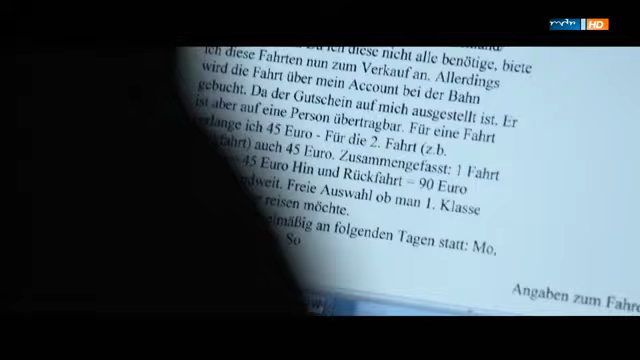 mdr HD
ich diese nicht alle benötige, biete
ich diese Fahrten nun zum Verkauf an. Allerdings
wird die Fahrt über mein Account bei der Bahn
gebucht. Da der Gutschein auf mich ausgestellt ist. Er
ist aber auf eine Person übertragbar. Für eine Fahrt
ich 45 Euro - Für die 2. Fahrt (z.b.
auch 45 Euro. Zusammengefasst: 1 Fahrt
45 Euro Hin und Rückfahrt = 90 Euro
Freie Auswahl ob man 1. Klasse
reisen möchte.
an folgenden Tagen statt: Mo,
So
Angaben zum